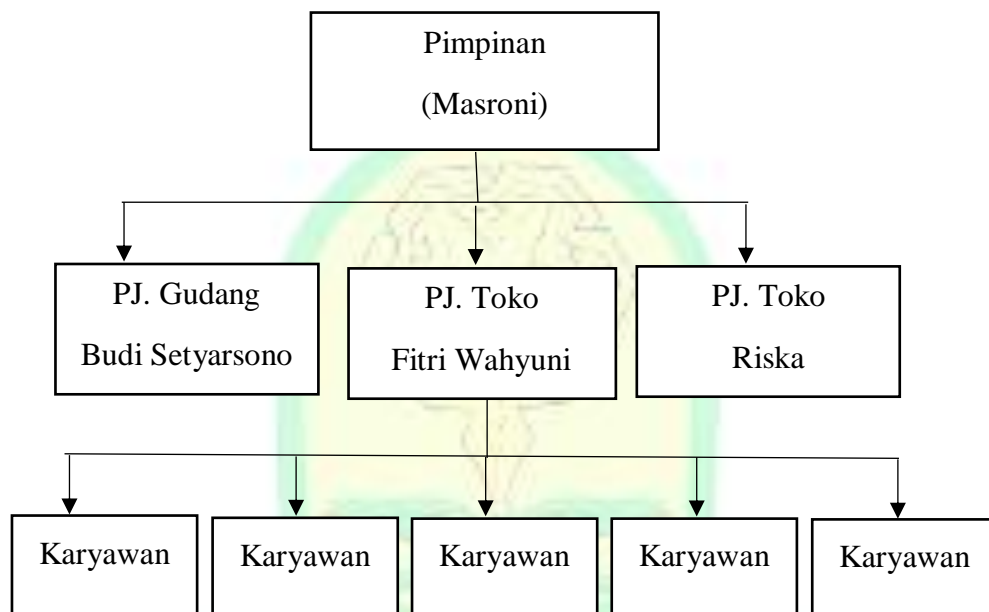 Pimpinan
(Masroni)
PJ. Gudang
Budi Setyarsono
PJ. Toko
Fitri Wahyuni
PJ. Toko
Riska
Karyawan
Karyawan
Karyawan
Karyawan
Karyawan